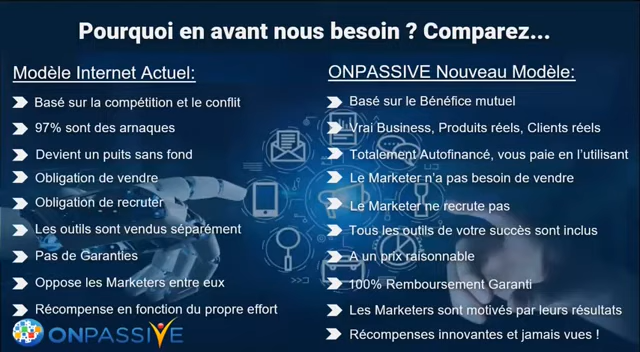 Pourquoi en avant nous besoin ? Comparez...
Modèle Internet Actuel:
Basé sur la compétition et le conflit
97% sont des arnaques
Devient un puits sans fond
Obligation de vendre
Obligation de recruter
Les outils sont vendus séparément
Pas de Garanties
Oppose les Marketers entre eux
Récompense en fonction du propre effort
ONPASSIVE Nouveau Modèle:
Basé sur le Bénéfice mutuel
Vrai Business, Produits réels, Clients réels
Totalement Autofinancé, vous paie en l'utilisant
Le Marketer n'a pas besoin de vendre
Le Marketer ne recrute pas
Tous les outils de votre succès sont inclus
A un prix raisonnable
100% Remboursement Garanti
Les Marketers sont motivés par leurs résultats
Récompenses innovantes et jamais vues !
ONPASSIVE